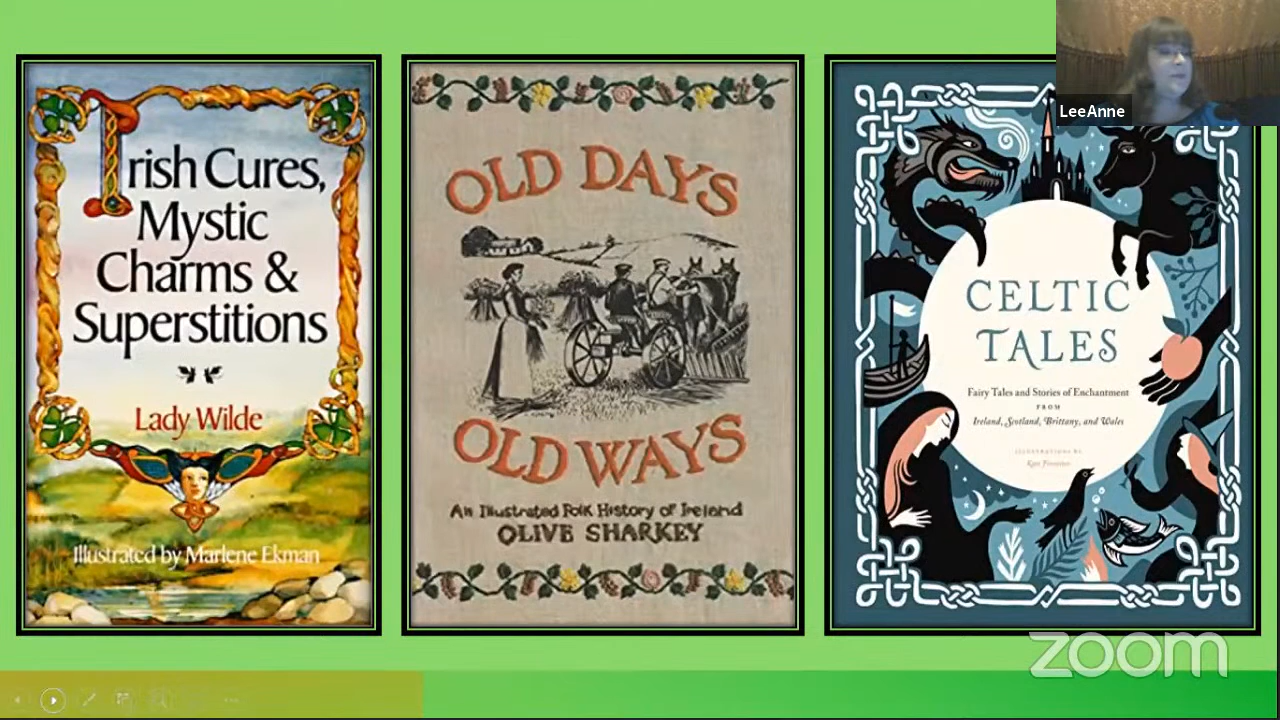 Irish Cures,
Mystic
Charms &
Superstitions
Lady Wilde
Illustrated by Marlene Ekman
OLD DAYS
OLD WAYS
An Illustrated Folk History of Ireland
OLIVE SHARKEY
CELTIC
TALES
Fairy Tales and Stories of Enchantment
FROM
Ireland, Scotland, Brittany, and Wales
ILLUSTRATIONS BY
LeeAnne
zoom